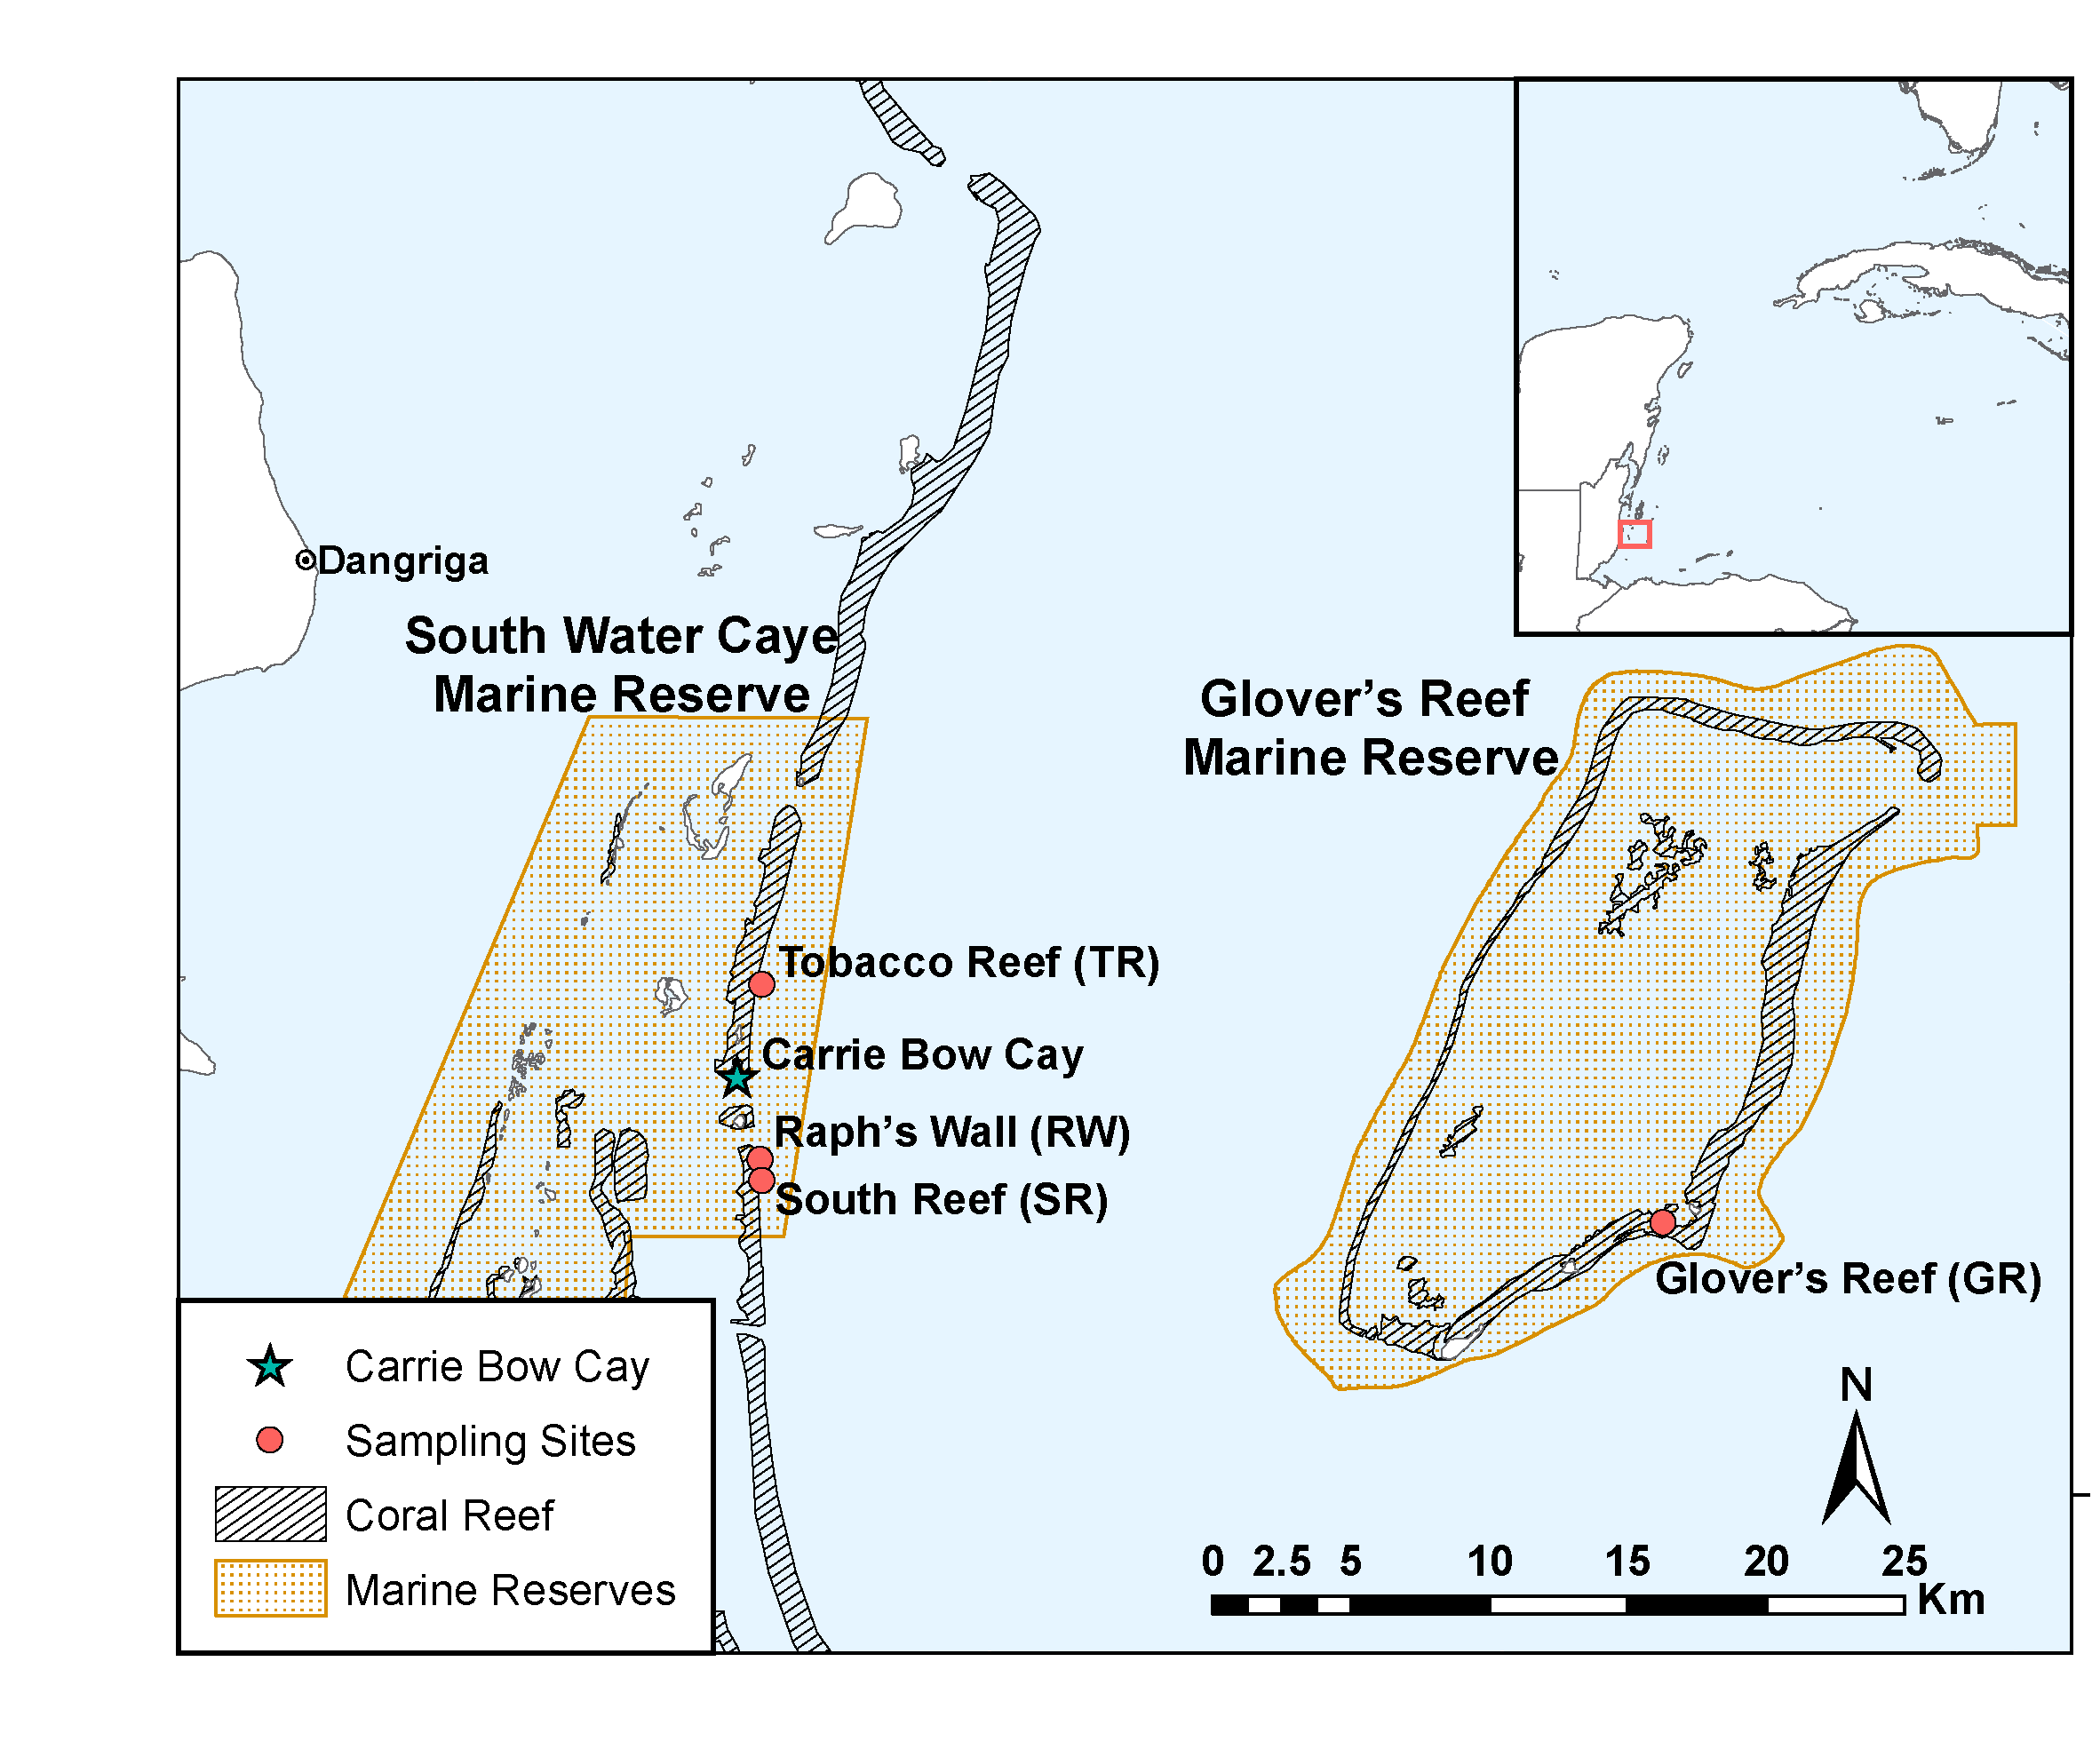 Dangriga
South Water Caye
Marine Reserve
Glover’s Reef
Marine Reserve
Tobacco Reef (TR)
Carrie Bow Cay
Raph’s Wall (RW)
South Reef (SR)
Glover’s Reef (GR)
Carrie Bow Cay
Sampling Sites
Coral Reef
Marine Reserves
N
0 2.5 5 10 15 20 25
Km